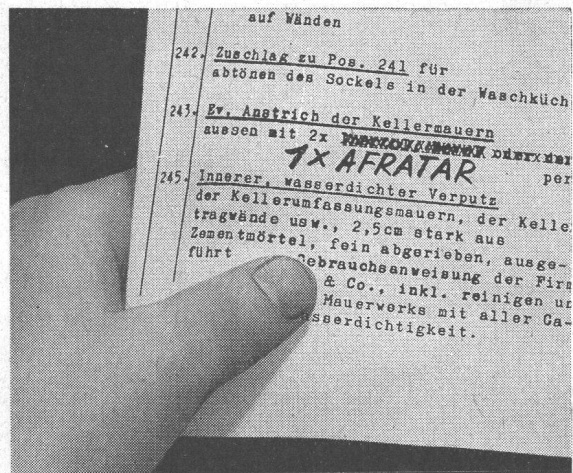 auf Wänden
242. Zuschlag zu Pos. 241 für
abtönen des Sockels in der Waschküch
243. Ev. Anstrich der Kellermauern
aussen mit 2x
1X AFRATAR per
245. Innerer, wasserdichter Verputz
der Kellerumfassungsmauern, der Kelle
tragwände usw., 2,5cm stark aus
Zementmörtel, fein abgerieben, ausge-
führt Gebrauchsanweisung der Firm
& Co., inkl. reinigen un
Mauerwerks mit aller Ga-
sserdichtigkeit.